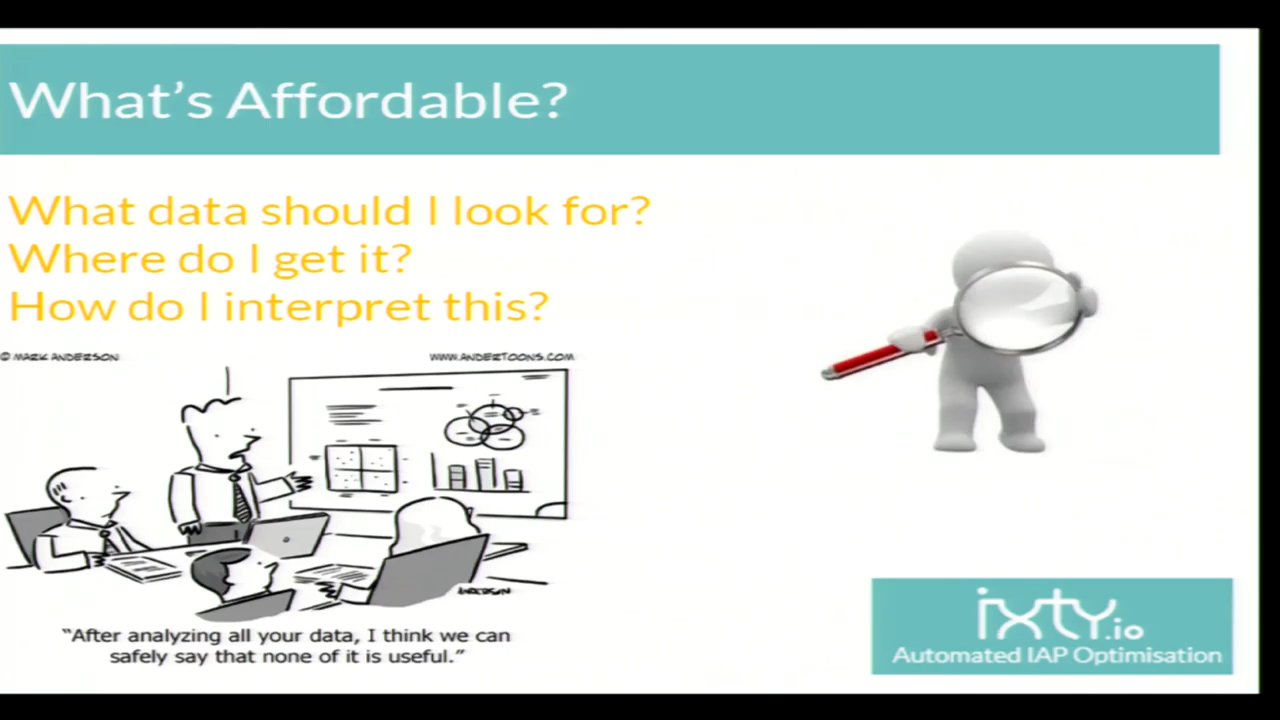 What's Affordable?
What data should I look for?
Where do I get it?
How do I interpret this?
© MARK ANDERSON
WWW.ANDERTOONS.COM
ANDERSON
"After analyzing all your data, I think we can
safely say that none of it is useful."
ixty.io
Automated IAP Optimisation